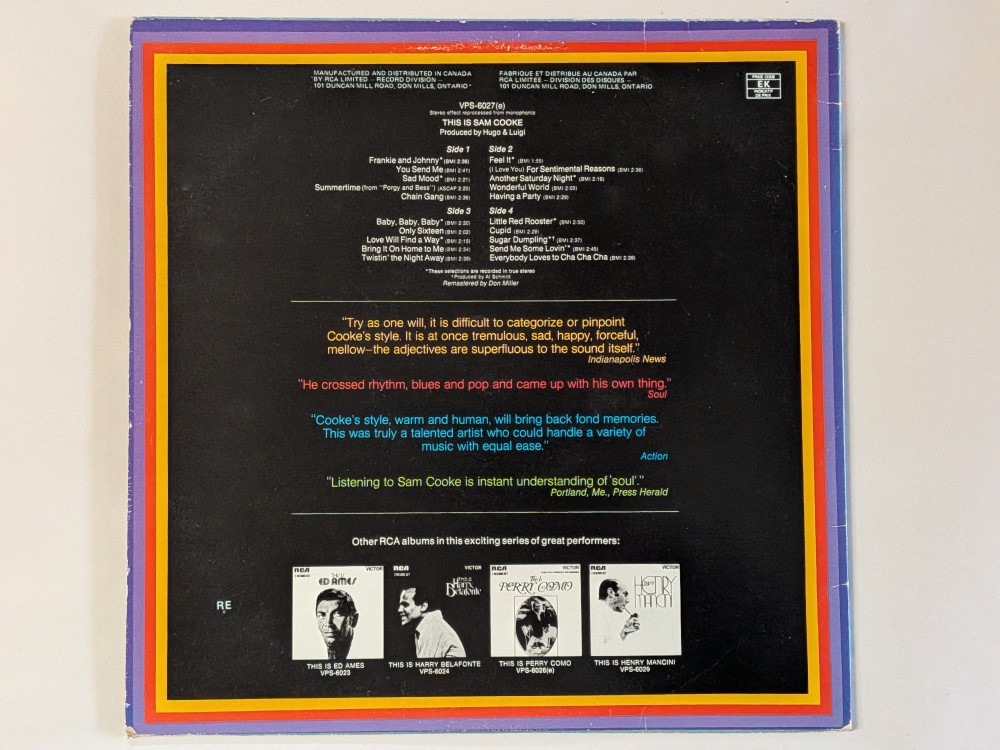 MANUFACTURED AND DISTRIBUTED IN CANADA
BY RCA LIMITED – RECORD DIVISION –
101 DUNCAN MILL ROAD, DON MILLS, ONTARIO
FABRIQUE ET DISTRIBUE AU CANADA PAR
RCA LIMITEE – DIVISION DES DISQUES –
101 DUNCAN MILL ROAD, DON MILLS, ONTARIO
PRICE CODE
EK
INDICATIF
DE PRIX
VPS-6027(e)
Stereo effect reprocessed from monophonic
THIS IS SAM COOKE
Produced by Hugo & Luigi
Side 1
Frankie and Johnny* (BMI 2:36)
You Send Me (BMI 2:41)
Sad Mood* (BMI 2:21)
Summertime (from "Porgy and Bess") (ASCAP 2:20)
Chain Gang (BMI 2:36)
Side 2
Feel It* (BMI 1:55)
(I Love You) For Sentimental Reasons (BMI 2:36)
Another Saturday Night* (BMI 2:18)
Wonderful World (BMI 2:05)
Having a Party (BMI 2:29)
Side 3
Baby, Baby, Baby* (BMI 2:30)
Only Sixteen (BMI 2:02)
Love Will Find a Way* (BMI 2:16)
Bring It On Home to Me (BMI 2:34)
Twistin' the Night Away (BMI 2:38)
Side 4
Little Red Rooster* (BMI 2:50)
Cupid (BMI 2:29)
Sugar Dumpling*† (BMI 2:37)
Send Me Some Lovin'* (BMI 2:45)
Everybody Loves to Cha Cha Cha (BMI 2:39)
*These selections are recorded in true stereo
†Produced by Al Schmitt
Remastered by Don Miller
"Try as one will, it is difficult to categorize or pinpoint
Cooke's style. It is at once tremulous, sad, happy, forceful,
mellow—the adjectives are superfluous to the sound itself."
Indianapolis News
"He crossed rhythm, blues and pop and came up with his own thing."
Soul
"Cooke's style, warm and human, will bring back fond memories.
This was truly a talented artist who could handle a variety of
music with equal ease."
Action
"Listening to Sam Cooke is instant understanding of 'soul'."
Portland, Me., Press Herald
Other RCA albums in this exciting series of great performers:
RE
RCA VICTOR
This is
ED AMES
THIS IS ED AMES
VPS-6023
RCA VICTOR
This is
Harry
Belafonte
THIS IS HARRY BELAFONTE
VPS-6024
RCA VICTOR
This is
PERRY COMO
THIS IS PERRY COMO
VPS-6026(e)
RCA VICTOR
HENRY
MANCINI
THIS IS HENRY MANCINI
VPS-6029